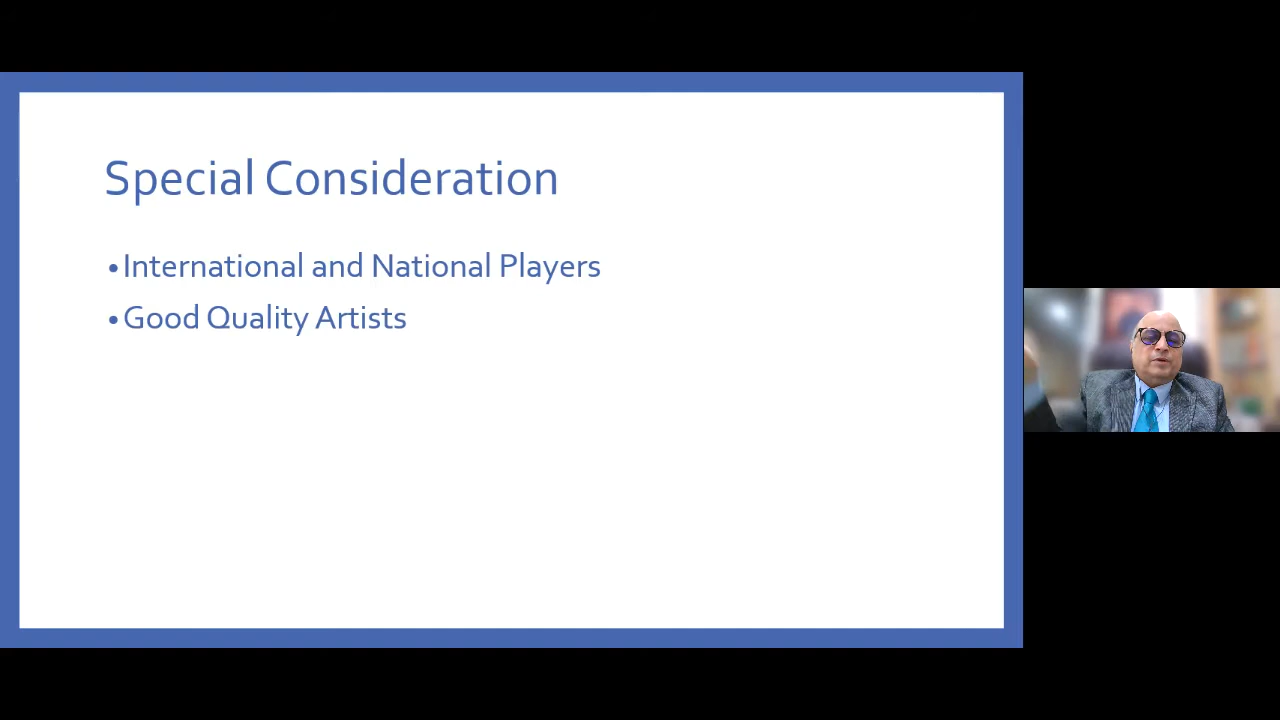 Special Consideration
•International and National Players
•Good Quality Artists